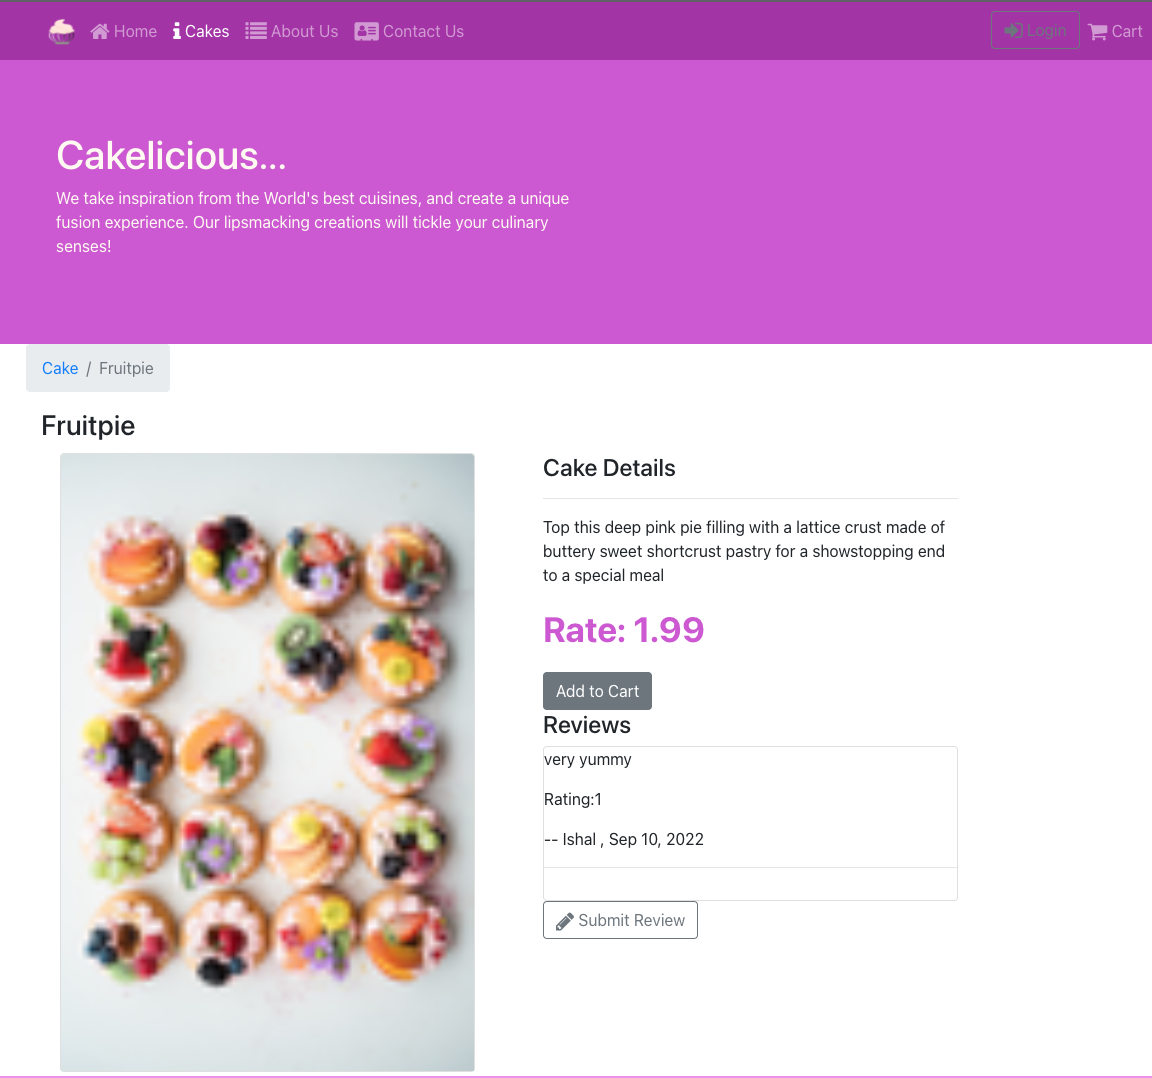 Home Cakes About Us Contact Us Login Cart
Cakelicious...
We take inspiration from the World's best cuisines, and create a unique
fusion experience. Our lipsmacking creations will tickle your culinary
senses!
Cake / Fruitpie
Fruitpie
Cake Details
Top this deep pink pie filling with a lattice crust made of
buttery sweet shortcrust pastry for a showstopping end
to a special meal
Rate: 1.99
Add to Cart
Reviews
very yummy
Rating:1
-- Ishal , Sep 10, 2022
Submit Review